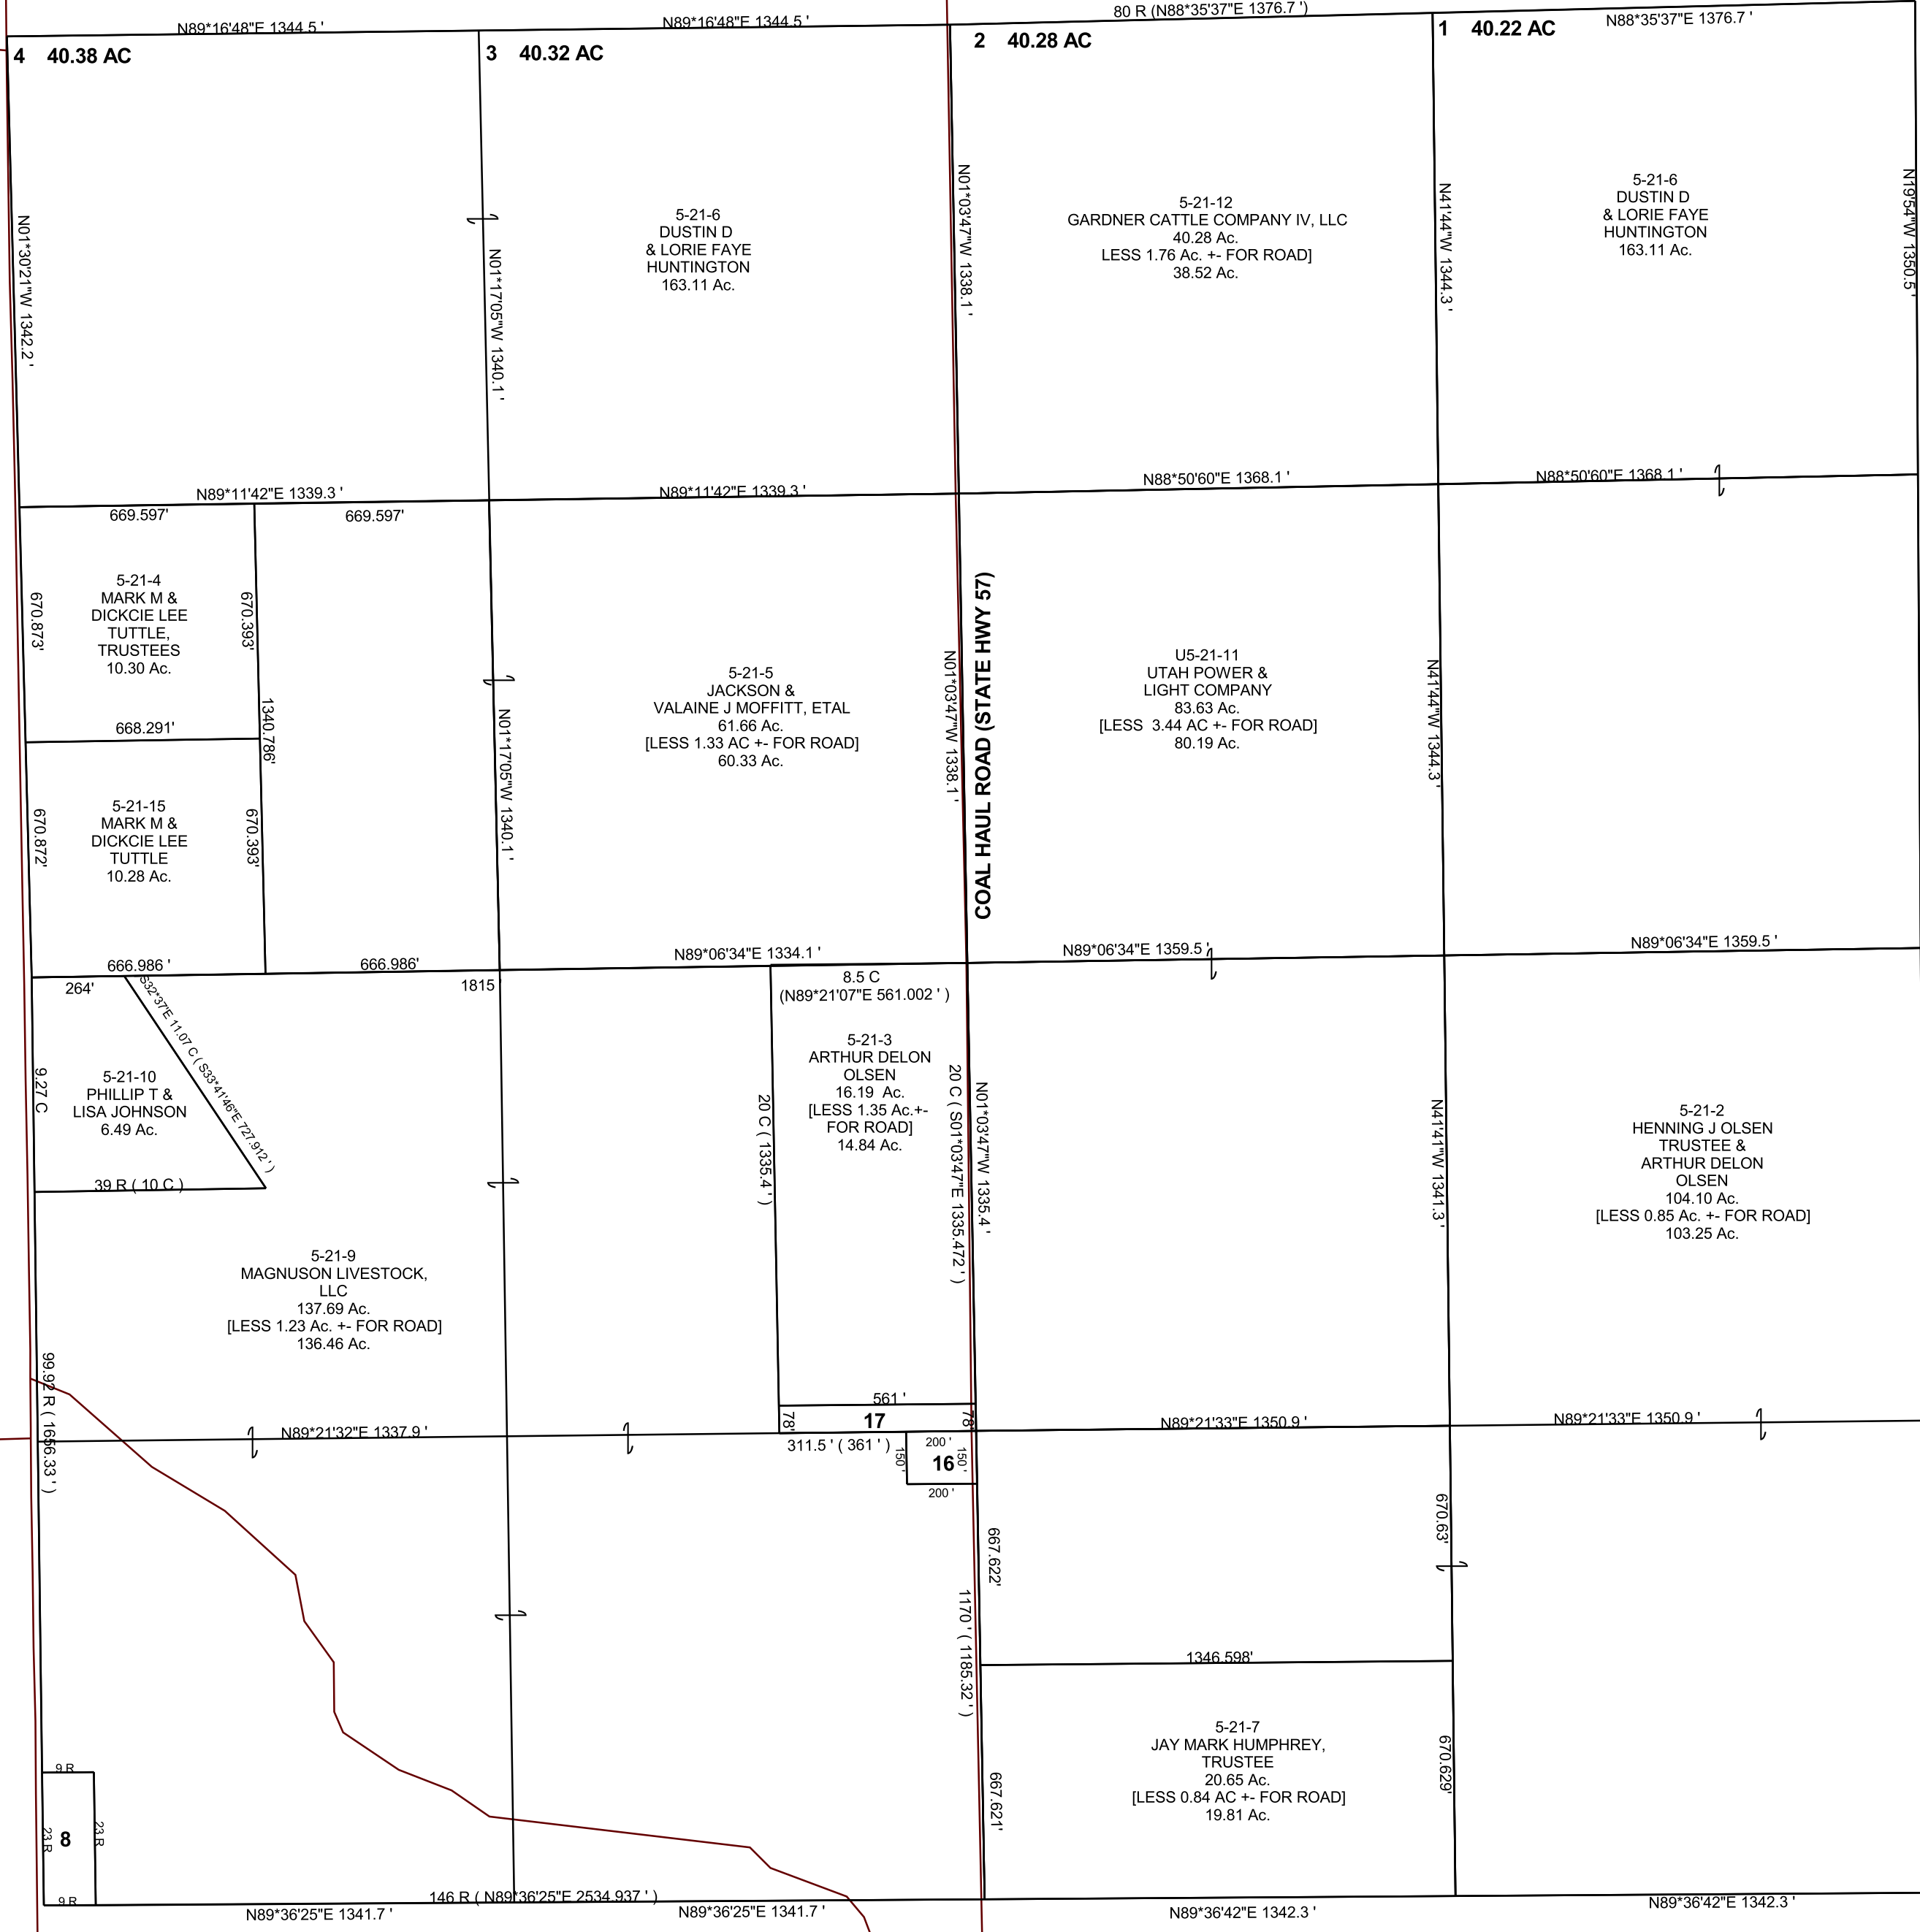 N89*16'48"E 1344.5 '
N89*16'48"E 1344.5 '
80 R (N88*35'37"E 1376.7 ')
N88*35'37"E 1376.7 '
4 40.38 AC
3 40.32 AC
2 40.28 AC
1 40.22 AC
N01*30'21"W 1342.2 '
N01*17'05"W 1340.1 '
5-21-6
DUSTIN D
& LORIE FAYE
HUNTINGTON
163.11 Ac.
N01*03'47"W 1338.1 '
5-21-12
GARDNER CATTLE COMPANY IV, LLC
40.28 Ac.
LESS 1.76 Ac. +- FOR ROAD]
38.52 Ac.
N41'44"W 1344.3 '
5-21-6
DUSTIN D
& LORIE FAYE
HUNTINGTON
163.11 Ac.
N19'54"W 1350.5 '
N89*11'42"E 1339.3 '
N89*11'42"E 1339.3 '
N88*50'60"E 1368.1 '
N88*50'60"E 1368.1 '
669.597'
669.597'
670.873'
5-21-4
MARK M &
DICKCIE LEE
TUTTLE,
TRUSTEES
10.30 Ac.
670.393'
668.291'
1340.786'
670.872'
5-21-15
MARK M &
DICKCIE LEE
TUTTLE
10.28 Ac.
670.393'
N01*17'05"W 1340.1 '
5-21-5
JACKSON &
VALAINE J MOFFITT, ETAL
61.66 Ac.
[LESS 1.33 AC +- FOR ROAD]
60.33 Ac.
N01*03'47"W 1338.1 '
COAL HAUL ROAD (STATE HWY 57)
U5-21-11
UTAH POWER &
LIGHT COMPANY
83.63 Ac.
[LESS 3.44 AC +- FOR ROAD]
80.19 Ac.
N41'44"W 1344.3 '
666.986 '
666.986'
N89*06'34"E 1334.1 '
N89*06'34"E 1359.5 '
N89*06'34"E 1359.5 '
264'
1815
S32*37'E 11.07 C ( S33*41'46"E 727.912 ' )
9.27 C
5-21-10
PHILLIP T &
LISA JOHNSON
6.49 Ac.
39 R ( 10 C )
8.5 C
(N89*21'07"E 561.002 ' )
5-21-3
ARTHUR DELON
OLSEN
16.19 Ac.
[LESS 1.35 Ac.+-
FOR ROAD]
14.84 Ac.
20 C ( 1335.4 ' )
20 C ( S01*03'47"E 1335.472 ' )
N01*03'47"W 1335.4 '
N41'41"W 1341.3 '
5-21-2
HENNING J OLSEN
TRUSTEE &
ARTHUR DELON
OLSEN
104.10 Ac.
[LESS 0.85 Ac. +- FOR ROAD]
103.25 Ac.
5-21-9
MAGNUSON LIVESTOCK,
LLC
137.69 Ac.
[LESS 1.23 Ac. +- FOR ROAD]
136.46 Ac.
99.92 R ( 1656.33 ' )
561 '
78'
17
78'
N89*21'32"E 1337.9 '
N89*21'33"E 1350.9 '
N89*21'33"E 1350.9 '
311.5 ' ( 361 ' )
200 '
150 '
16
150 '
200 '
667.622'
670.63'
1170 ' ( 1185.32 ' )
1346.598'
5-21-7
JAY MARK HUMPHREY,
TRUSTEE
20.65 Ac.
[LESS 0.84 AC +- FOR ROAD]
19.81 Ac.
667.621'
670.629'
9 R
23 R
8
23 R
9 R
146 R ( N89*36'25"E 2534.937 ' )
N89*36'25"E 1341.7 '
N89*36'25"E 1341.7 '
N89*36'42"E 1342.3 '
N89*36'42"E 1342.3 '